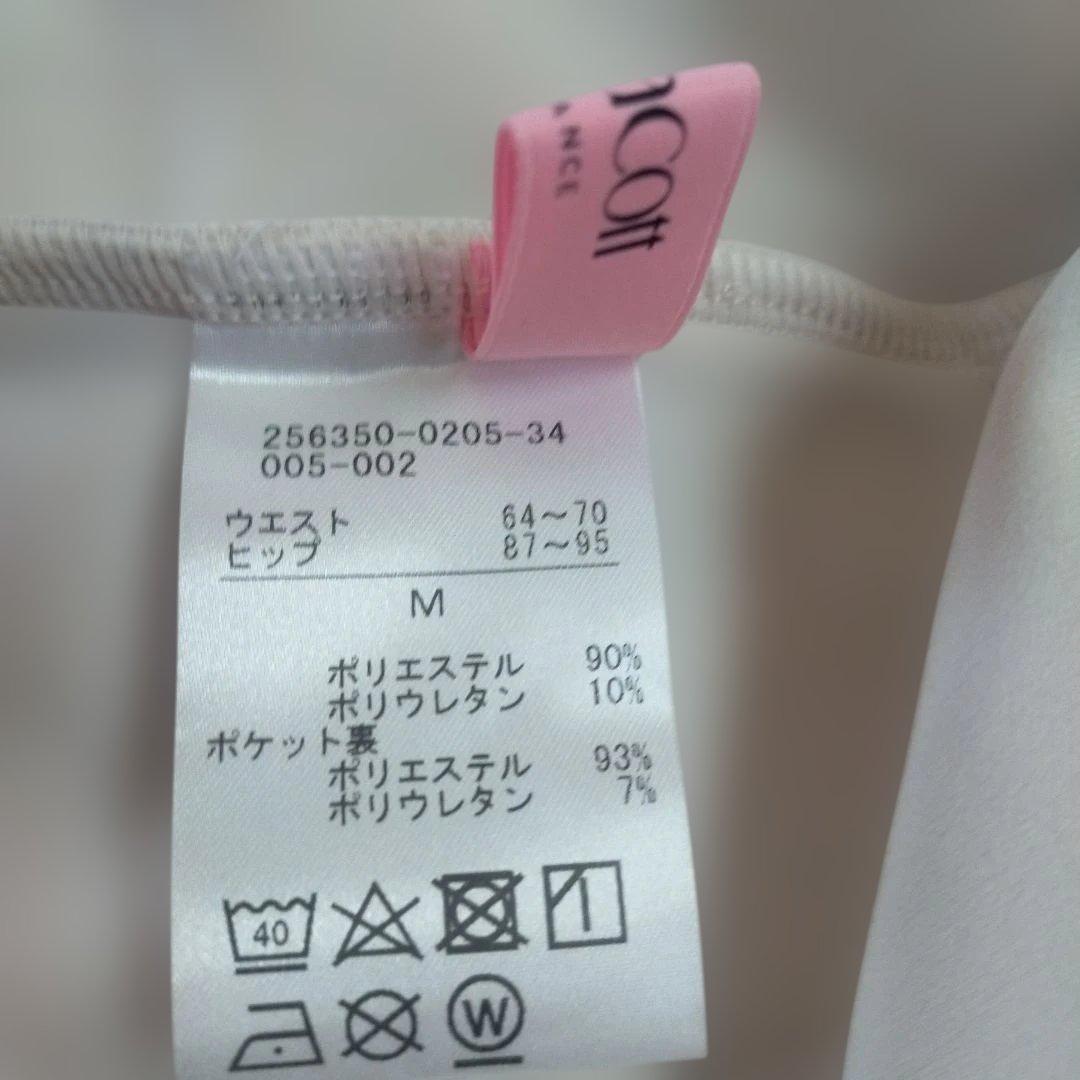 acott
ANCE
256350-0205-34
005-002
ウエスト 64～70
ヒップ 87～95
M
ポリエステル 90%
ポリウレタン 10%
ポケット裏
ポリエステル 93%
ポリウレタン 7%
40
W